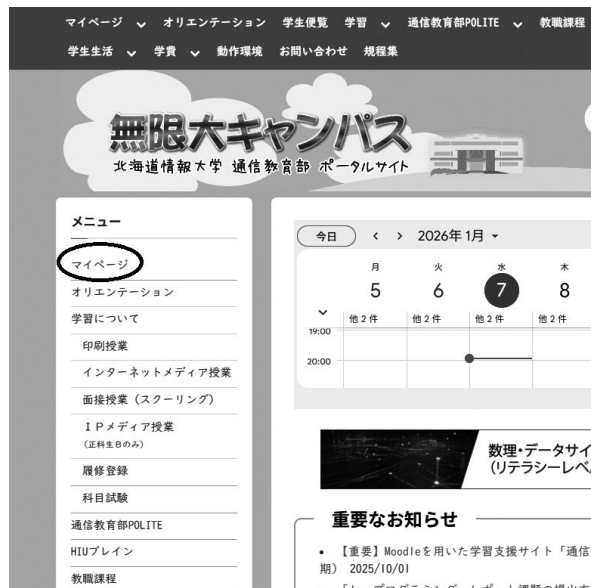 マイページ オリエンテーション 学生便覧 学習 通信教育部POLITE 教職課程
学生生活 学費 動作環境 お問い合わせ 規程集
無限大キャンパス
北海道情報大学 通信教育部 ポータルサイト
メニュー
マイページ
オリエンテーション
学習について
印刷授業
インターネットメディア授業
面接授業（スクーリング）
ＩＰメディア授業
（正科生Ｂのみ）
履修登録
科目試験
通信教育部POLITE
HIUブレイン
教職課程
今日 < > 2026年 1月
月 火 水 木
5 6 7 8
他 2 件 他 2 件 他 2 件 他 2 件
19:00
20:00
数理・データサイ
（リテラシーレベ
重要なお知らせ
• 【重要】Moodleを用いた学習支援サイト「通信
期） 2025/10/01